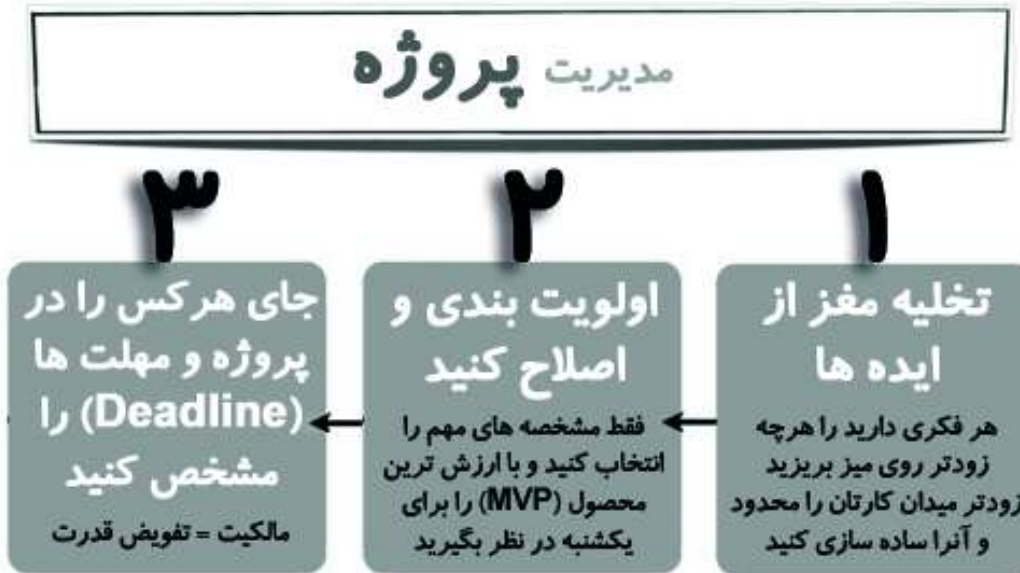 مدیریت پروژه
۱
تخلیه مغز از
ایده ها
هر فکری دارید را هرچه
زودتر روی میز بریزید
زودتر میدان کارتان را محدود
و آنرا ساده سازی کنید
۲
اولویت بندی و
اصلاح کنید
فقط مشخصه های مهم را
انتخاب کنید و با ارزش ترین
محصول (MVP) را برای
یکشنبه در نظر بگیرید
۳
جای هر کس را در
پروژه و مهلت ها
(Deadline) را
مشخص کنید
مالکیت = تفویض قدرت